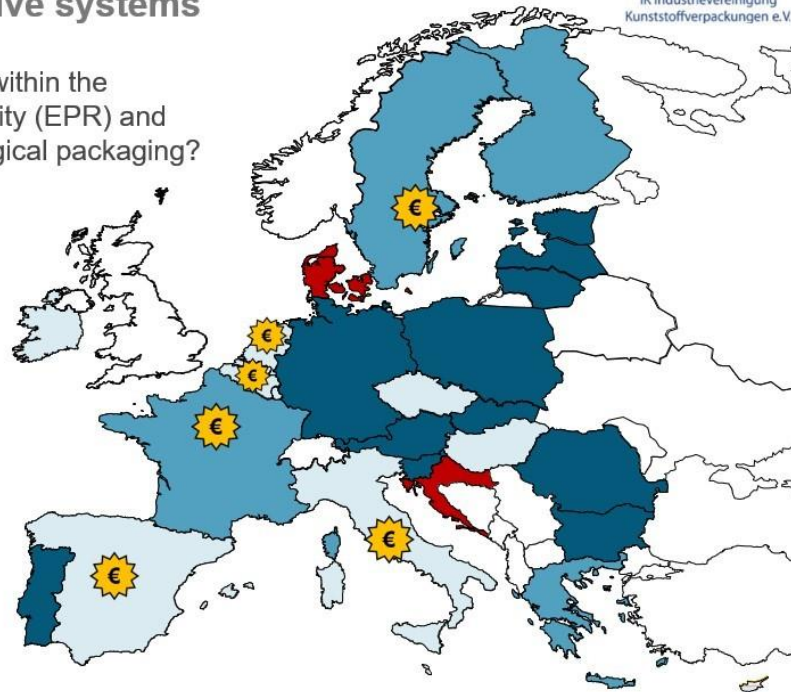 ive systems
IK Industrievereinigung
Kunststoffverpackungen e.V.
within the
ity (EPR) and
gical packaging?
€
€
€
€
€
€